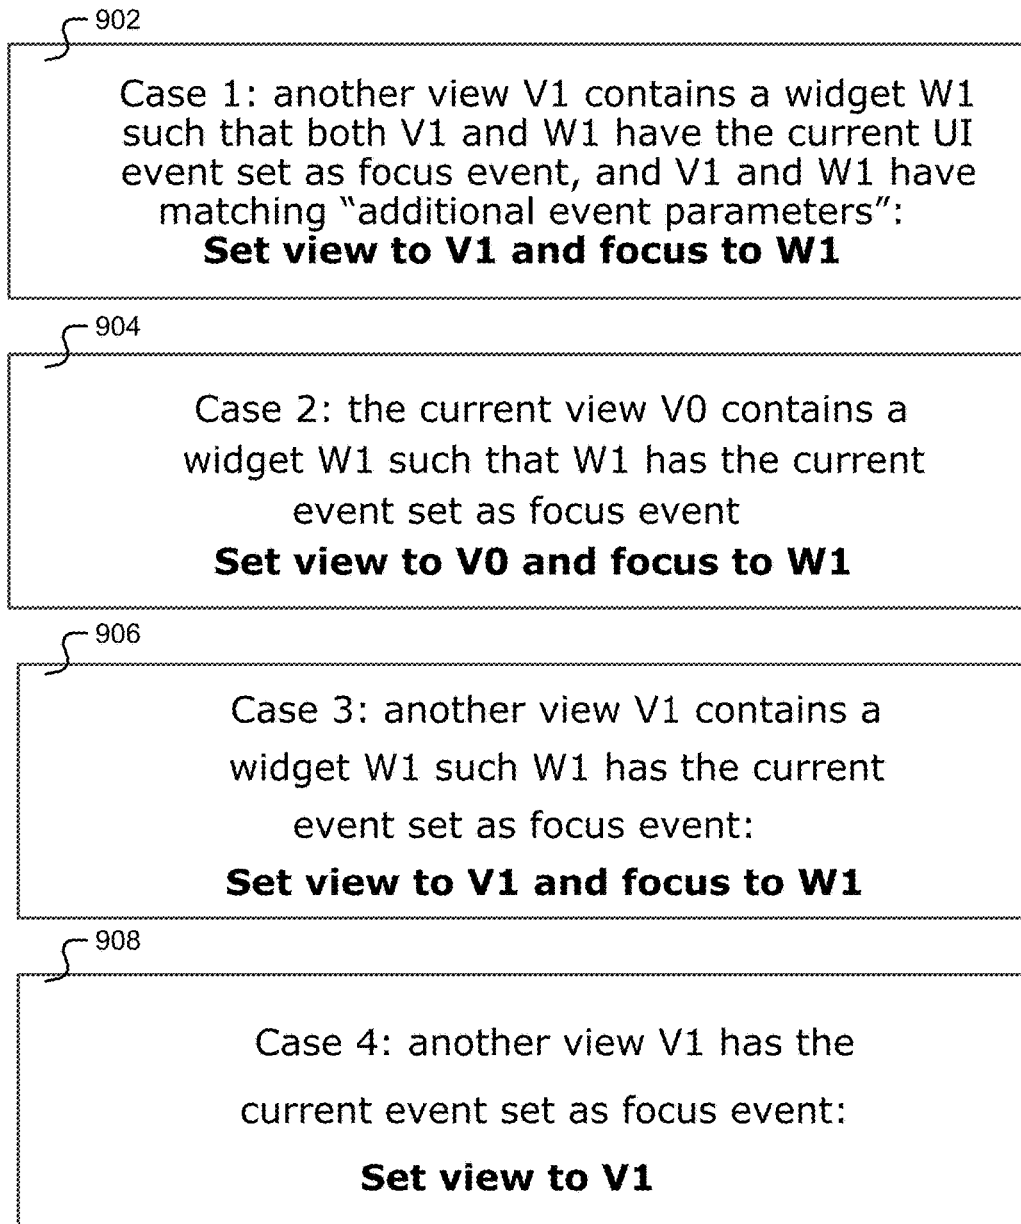 902
Case 1: another view V1 contains a widget W1
such that both V1 and W1 have the current UI
event set as focus event, and V1 and W1 have
matching “additional event parameters”:
Set view to V1 and focus to W1
904
Case 2: the current view V0 contains a
widget W1 such that W1 has the current
event set as focus event
Set view to V0 and focus to W1
906
Case 3: another view V1 contains a
widget W1 such W1 has the current
event set as focus event:
Set view to V1 and focus to W1
908
Case 4: another view V1 has the
current event set as focus event:
Set view to V1